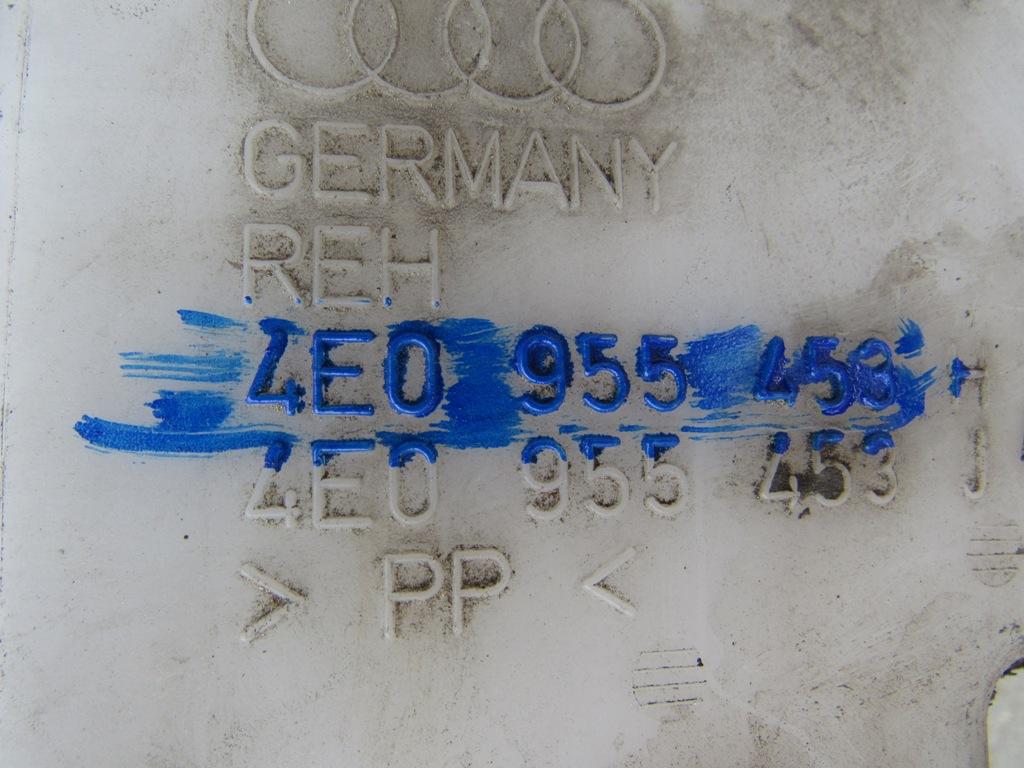 GERMANY
REH
4E0 955 453 H
4E0 955 453 J
> PP <